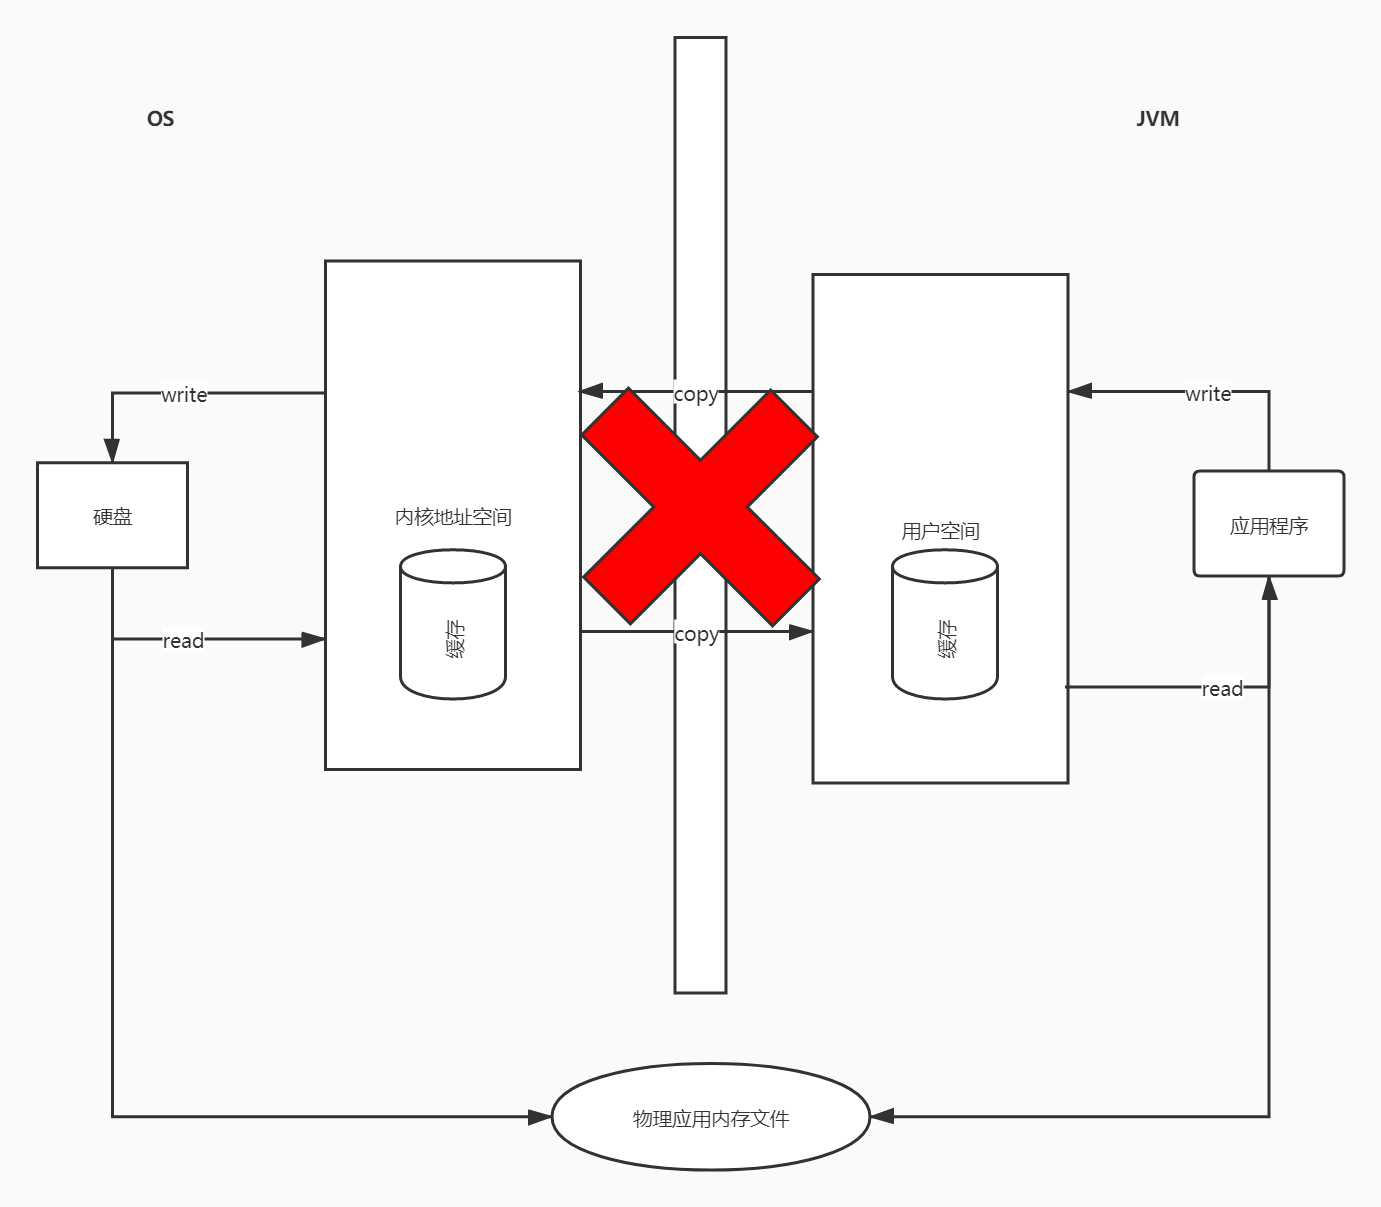 OS
JVM
write
copy
write
硬盘
内核地址空间
用户空间
应用程序
缓存
缓存
read
copy
read
物理应用内存文件